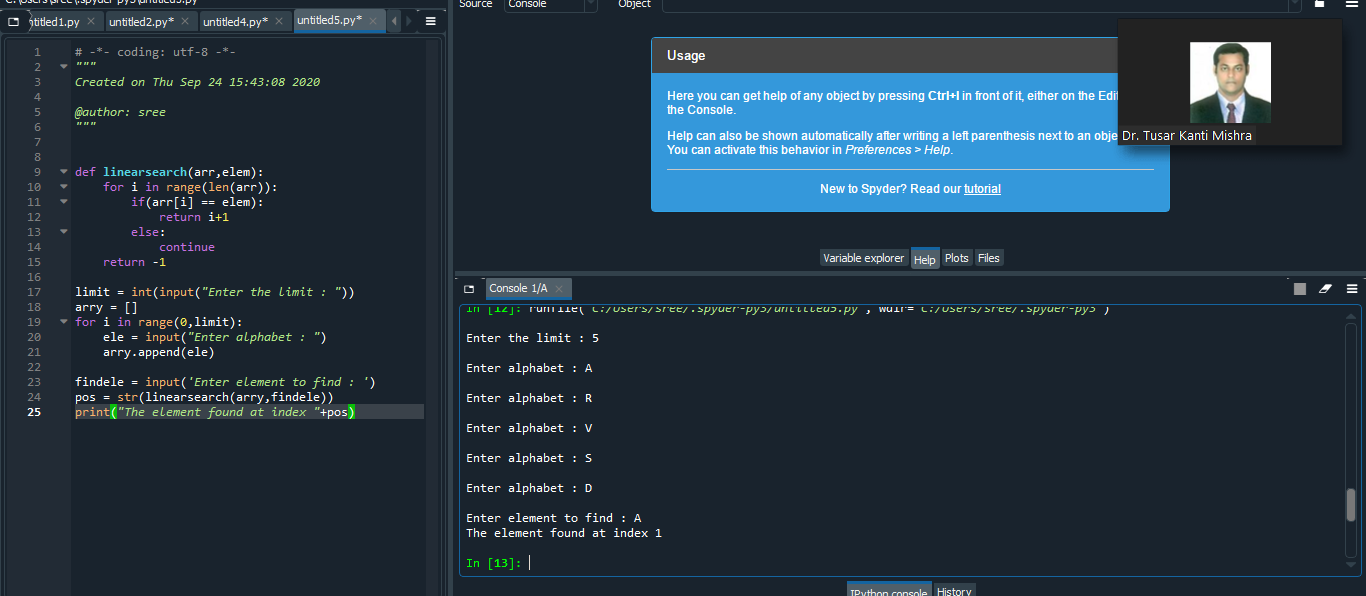 C:\Users\sree\.spyder-py3\untitled5.py
untitled1.py
untitled2.py*
untitled4.py*
untitled5.py*
1 # -*- coding: utf-8 -*-
2 """
3 Created on Thu Sep 24 15:43:08 2020
4
5 @author: sree
6 """
7
8
9 def linearsearch(arr,elem):
10     for i in range(len(arr)):
11         if(arr[i] == elem):
12             return i+1
13         else:
14             continue
15     return -1
16
17 limit = int(input("Enter the limit : "))
18 arry = []
19 for i in range(0,limit):
20     ele = input("Enter alphabet : ")
21     arry.append(ele)
22
23 findele = input('Enter element to find : ')
24 pos = str(linearsearch(arry,findele))
25 print("The element found at index "+pos)
Source Console Object
Usage
Here you can get help of any object by pressing Ctrl+I in front of it, either on the Edi
the Console.
Help can also be shown automatically after writing a left parenthesis next to an obje
You can activate this behavior in Preferences > Help.
New to Spyder? Read our tutorial!
Dr. Tusar Kanti Mishra
Variable explorer Help Plots Files
Console 1/A
In [12]: runfile('C:/Users/sree/.spyder-py3/untitled5.py', wdir='C:/Users/sree/.spyder-py3')
Enter the limit : 5
Enter alphabet : A
Enter alphabet : R
Enter alphabet : V
Enter alphabet : S
Enter alphabet : D
Enter element to find : A
The element found at index 1
In [13]:
IPython console History